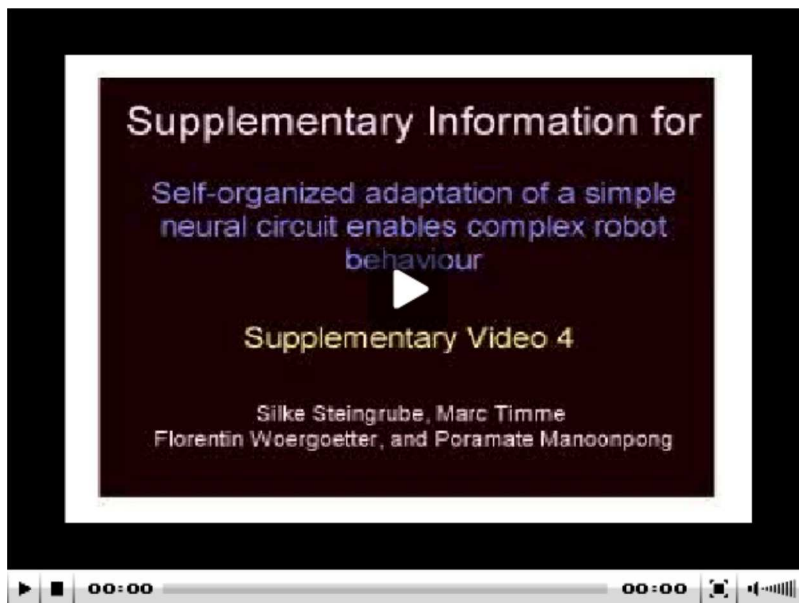 Supplementary Information for
Self-organized adaptation of a simple
neural circuit enables complex robot
behaviour
Supplementary Video 4
Silke Steingrube, Marc Timme
Florentin Woergoetter, and Poramate Manoonpong
00:00 00:00